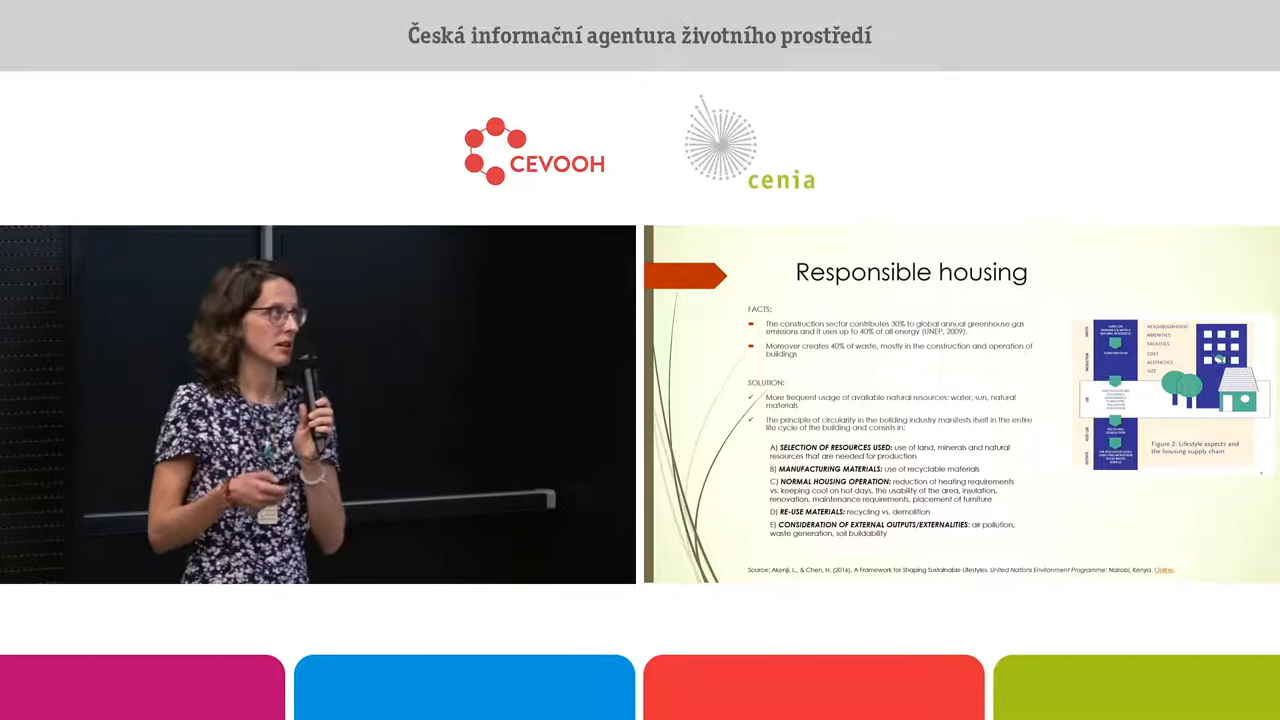 Česká informační agentura životního prostředí
CEVOOH
cenia
Responsible housing
FACTS:
The construction sector contributes 30% to global annual greenhouse gas
emissions and it uses up to 40% of all energy (UNEP, 2009).
Moreover creates 40% of waste, mostly in the construction and operation of
buildings
SOLUTION:
More frequent usage of available natural resources: water, sun, natural
materials
The principle of circularity in the building industry manifests itself in the entire
life cycle of the building and consists in:
A) SELECTION OF RESOURCES USED: use of land, minerals and natural
resources that are needed for production
B) MANUFACTURING MATERIALS: use of recyclable materials
C) NORMAL HOUSING OPERATION: reduction of heating requirements
vs. keeping cool on hot days, the usability of the area, insulation,
renovation, maintenance requirements, placement of furniture
D) RE-USE MATERIALS: recycling vs. demolition
E) CONSIDERATION OF EXTERNAL OUTPUTS/EXTERNALITIES: air pollution,
waste generation, soil buildability
NEIGHBOURHOOD
AMENITIES
FACILITIES
COST
AESTHETICS
SIZE
Figure 2: Lifestyle aspects and
the housing supply chain
Source: Akenji, L., & Chen, H. (2016). A Framework for Shaping Sustainable Lifestyles. United Nations Environment Programme: Nairobi, Kenya. Online.